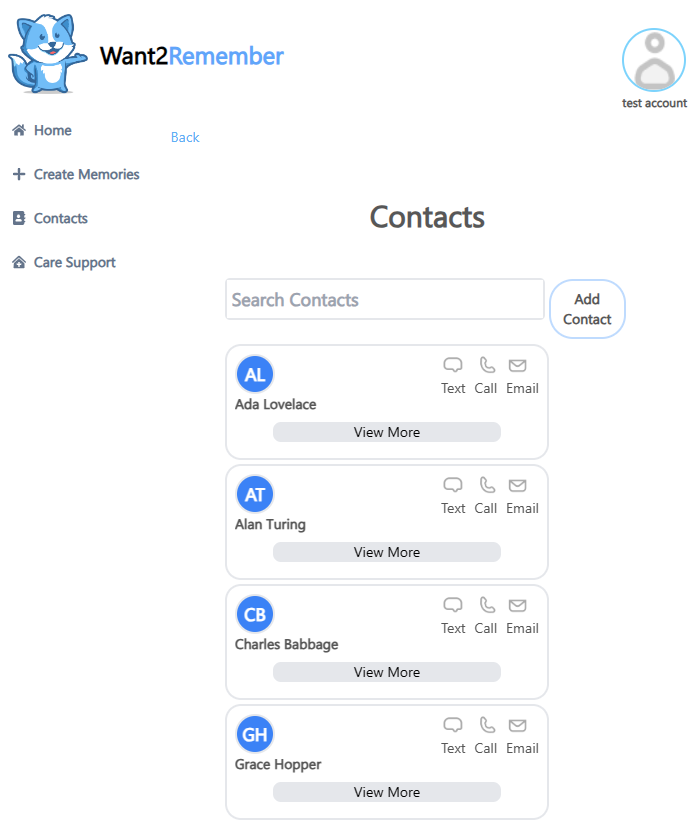 Want2Remember
test account
Home
Back
Create Memories
Contacts
Care Support
Contacts
Search Contacts
Add
Contact
AL
Text Call Email
Ada Lovelace
View More
AT
Text Call Email
Alan Turing
View More
CB
Text Call Email
Charles Babbage
View More
GH
Text Call Email
Grace Hopper
View More